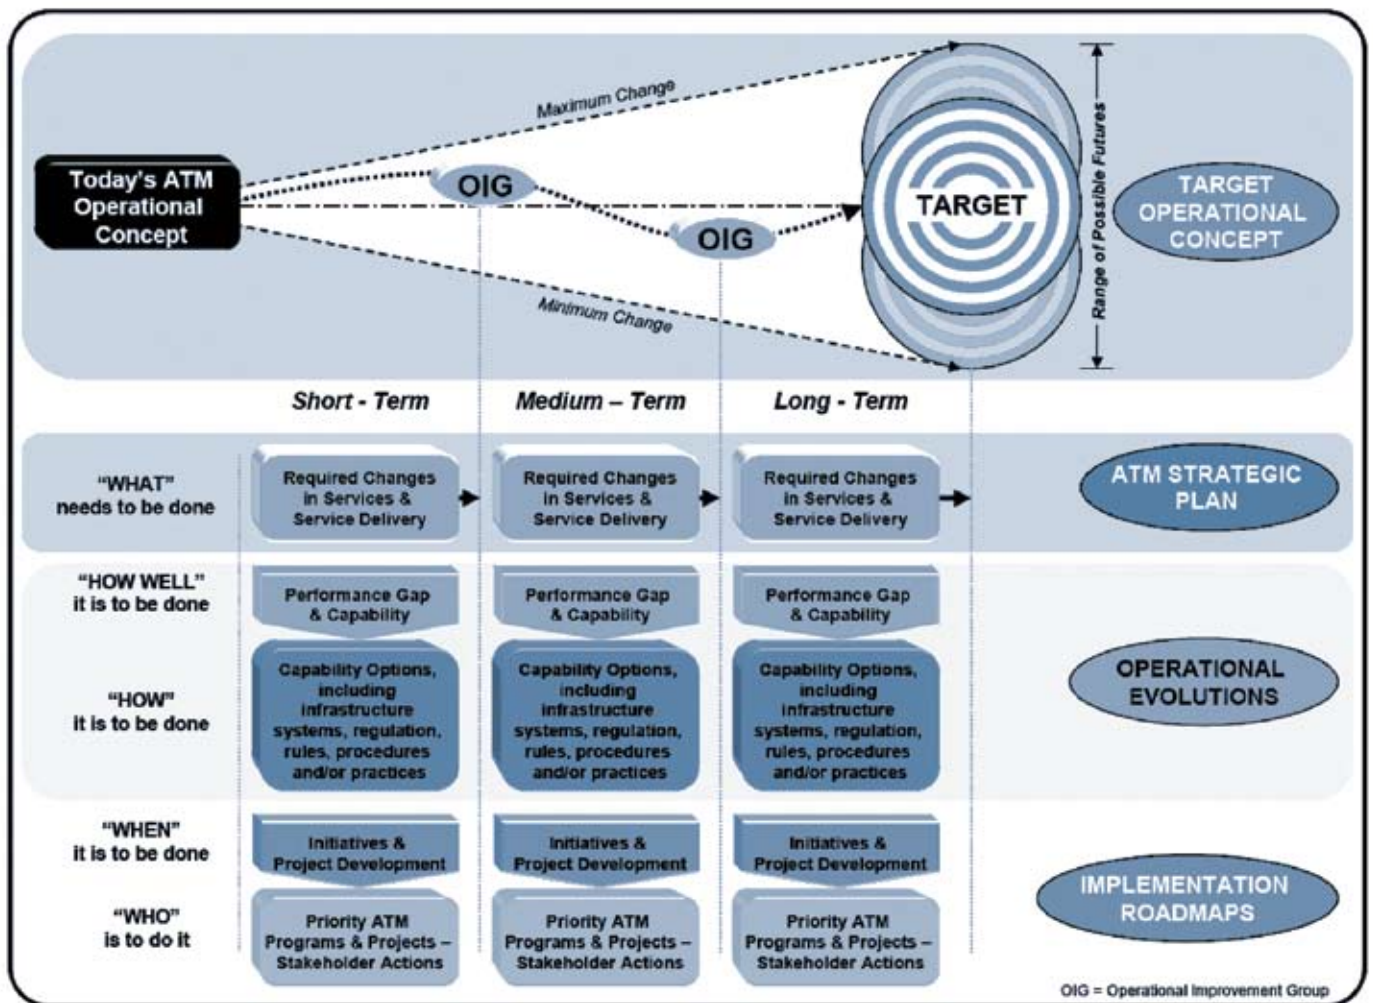 Maximum Change
Today's ATM
Operational
Concept
OIG
OIG
TARGET
Minimum Change
Range of Possible Futures
TARGET
OPERATIONAL
CONCEPT
Short - Term
Medium – Term
Long - Term
“WHAT”
needs to be done
Required Changes
in Services &
Service Delivery
Required Changes
in Services &
Service Delivery
Required Changes
in Services &
Service Delivery
ATM STRATEGIC
PLAN
“HOW WELL”
it is to be done
Performance Gap
& Capability
Performance Gap
& Capability
Performance Gap
& Capability
“HOW”
it is to be done
Capability Options,
including
infrastructure
systems, regulation,
rules, procedures
and/or practices
Capability Options,
including
infrastructure
systems, regulation,
rules, procedures
and/or practices
Capability Options,
including
infrastructure
systems, regulation,
rules, procedures
and/or practices
OPERATIONAL
EVOLUTIONS
“WHEN”
it is to be done
Initiatives &
Project Development
Initiatives &
Project Development
Initiatives &
Project Development
“WHO”
is to do it
Priority ATM
Programs & Projects –
Stakeholder Actions
Priority ATM
Programs & Projects –
Stakeholder Actions
Priority ATM
Programs & Projects –
Stakeholder Actions
IMPLEMENTATION
ROADMAPS
OIG = Operational Improvement Group